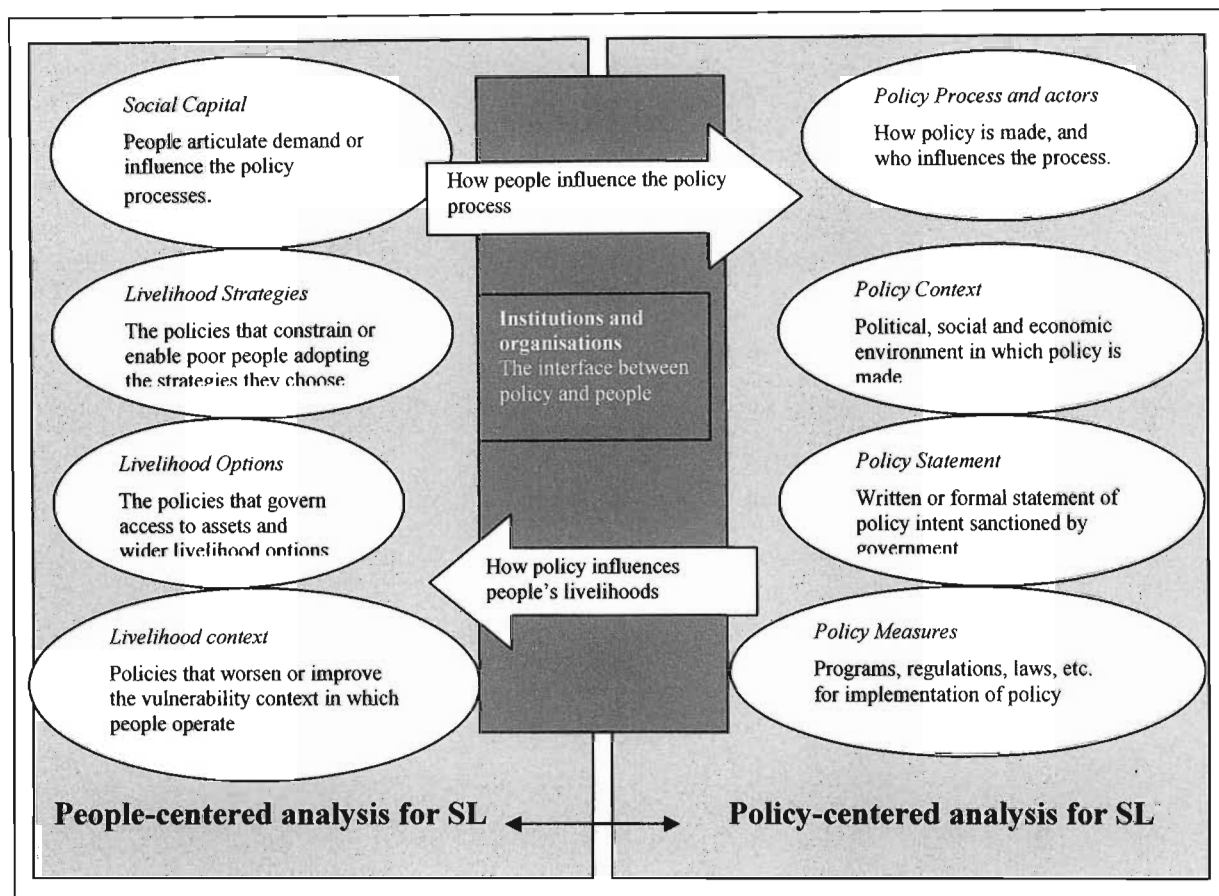 Social Capital
People articulate demand or
influence the policy
processes.
Livelihood Strategies
The policies that constrain or
enable poor people adopting
the strategies they choose
Livelihood Options
The policies that govern
access to assets and
wider livelihood options
Livelihood context
Policies that worsen or improve
the vulnerability context in which
people operate
People-centered analysis for SL
How people influence the policy
process
Institutions and
organisations
The interface between
policy and people
How policy influences
people's livelihoods
Policy Process and actors
How policy is made, and
who influences the process.
Policy Context
Political, social and economic
environment in which policy is
made
Policy Statement
Written or formal statement of
policy intent sanctioned by
government
Policy Measures
Programs, regulations, laws, etc.
for implementation of policy
Policy-centered analysis for SL